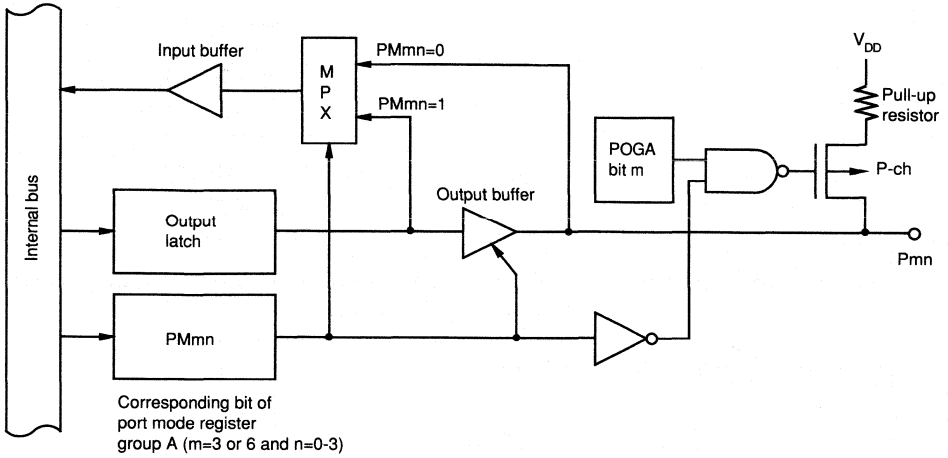 Internal bus
Input buffer
M
P
X
PMmn=0
PMmn=1
VDD
Pull-up
resistor
POGA
bit m
P-ch
Output
latch
Output buffer
Pmn
PMmn
Corresponding bit of
port mode register
group A (m=3 or 6 and n=0-3)